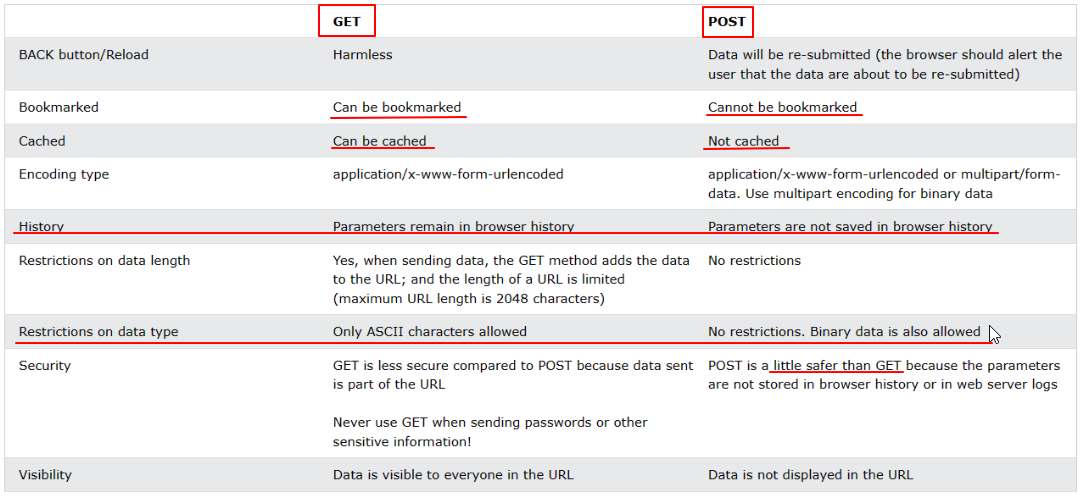 GET POST
BACK button/Reload Harmless Data will be re-submitted (the browser should alert the
user that the data are about to be re-submitted)
Bookmarked Can be bookmarked Cannot be bookmarked
Cached Can be cached Not cached
Encoding type application/x-www-form-urlencoded application/x-www-form-urlencoded or multipart/form-
data. Use multipart encoding for binary data
History Parameters remain in browser history Parameters are not saved in browser history
Restrictions on data length Yes, when sending data, the GET method adds the data No restrictions
to the URL; and the length of a URL is limited
(maximum URL length is 2048 characters)
Restrictions on data type Only ASCII characters allowed No restrictions. Binary data is also allowed
Security GET is less secure compared to POST because data sent POST is a little safer than GET because the parameters
is part of the URL are not stored in browser history or in web server logs
Never use GET when sending passwords or other
sensitive information!
Visibility Data is visible to everyone in the URL Data is not displayed in the URL